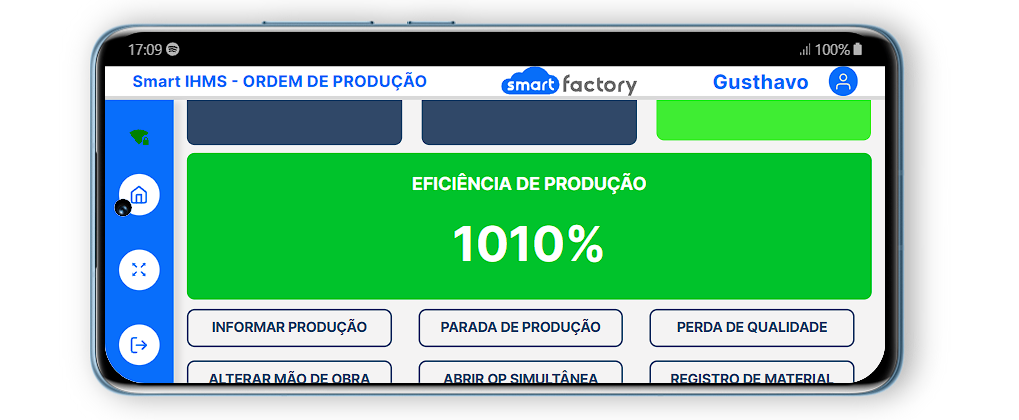 17:09
100%
Smart IHMS - ORDEM DE PRODUÇÃO
smart factory
Gusthavo
EFICIÊNCIA DE PRODUÇÃO
1010%
INFORMAR PRODUÇÃO
PARADA DE PRODUÇÃO
PERDA DE QUALIDADE
ALTERAR MÃO DE OBRA
ABRIR OP SIMULTÂNEA
REGISTRO DE MATERIAL